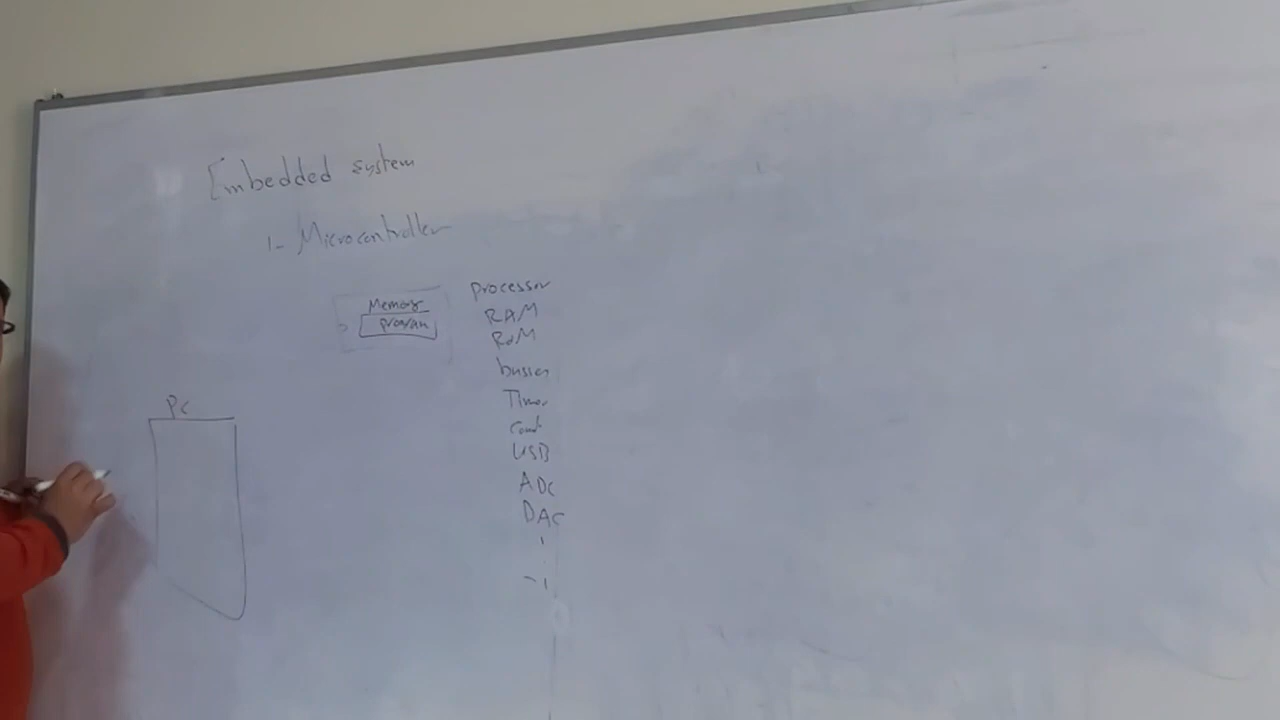 Embedded system
1- Microcontroller
Memory
program
processor
RAM
ROM
busses
Timer
USB
ADC
DAC
PC